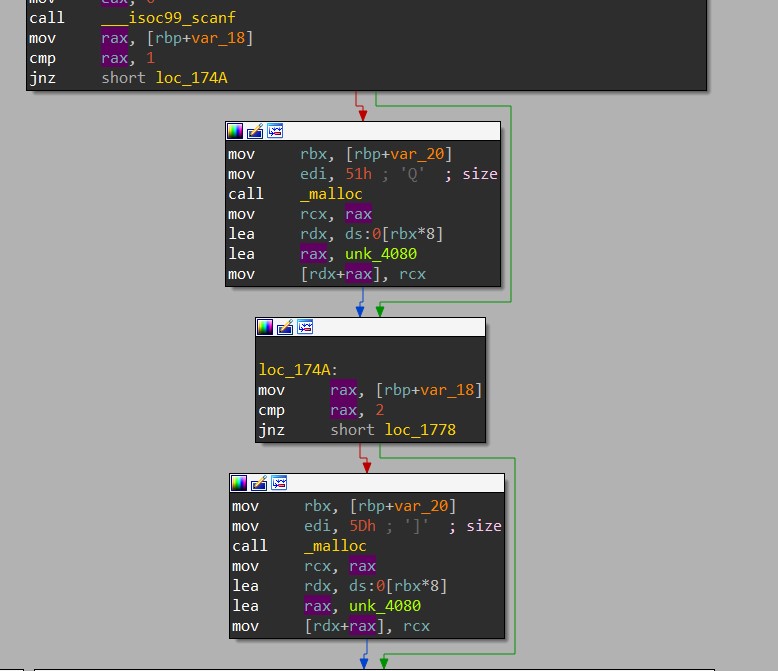 mov eax, 0
call ___isoc99_scanf
mov rax, [rbp+var_18]
cmp rax, 1
jnz short loc_174A
mov rbx, [rbp+var_20]
mov edi, 51h ; 'Q' ; size
call _malloc
mov rcx, rax
lea rdx, ds:0[rbx*8]
lea rax, unk_4080
mov [rdx+rax], rcx
loc_174A:
mov rax, [rbp+var_18]
cmp rax, 2
jnz short loc_1778
mov rbx, [rbp+var_20]
mov edi, 5Dh ; ']' ; size
call _malloc
mov rcx, rax
lea rdx, ds:0[rbx*8]
lea rax, unk_4080
mov [rdx+rax], rcx